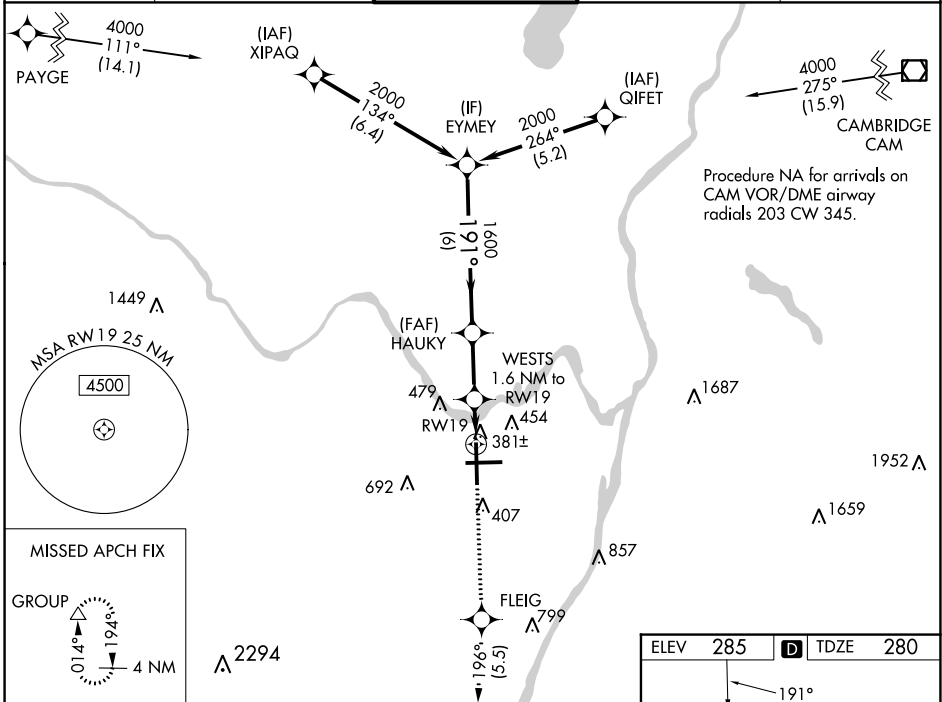 4000
111°
(14.1)
PAYGE
(IAF)
XIPAQ
2000
134°
(6.4)
(IF)
EYMEY
(IAF)
QIFET
2000
264°
(5.2)
4000
275°
(15.9)
CAMBRIDGE
CAM
Procedure NA for arrivals on
CAM VOR/DME airway
radials 203 CW 345.
1600
191°
(6)
1449
MSA RW19 25 NM
4500
(FAF)
HAUKY
WESTS
1.6 NM to
RW19
479
454
RW19
381±
1687
1952
692
407
1659
857
MISSED APCH FIX
GROUP
014°
194°
4 NM
2294
FLEIG
799
196°
(5.5)
ELEV 285 D TDZE 280
191°